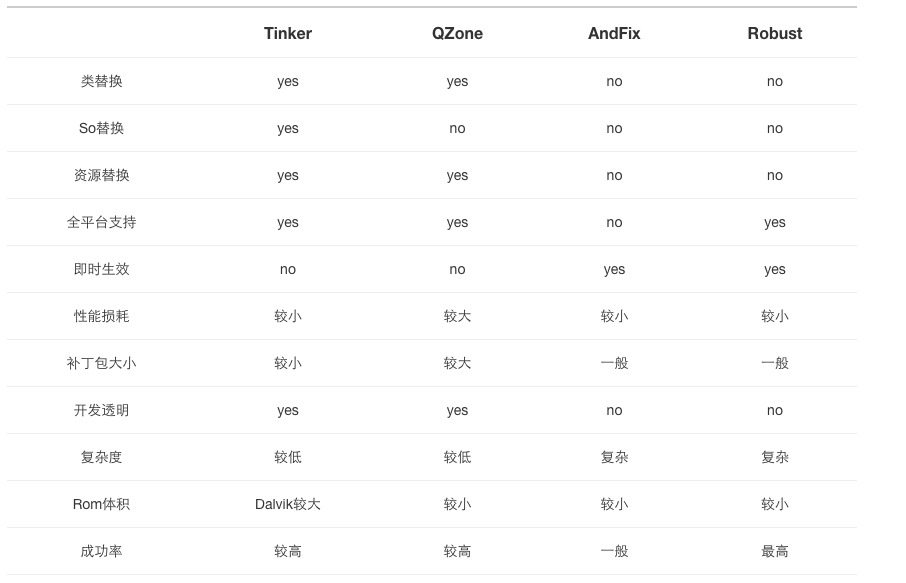 Tinker QZone AndFix Robust
类替换 yes yes no no
So替换 yes no no no
资源替换 yes yes no no
全平台支持 yes yes no yes
即时生效 no no yes yes
性能损耗 较小 较大 较小 较小
补丁包大小 较小 较大 一般 一般
开发透明 yes yes no no
复杂度 较低 较低 复杂 复杂
Rom体积 Dalvik较大 较小 较小 较小
成功率 较高 较高 一般 最高